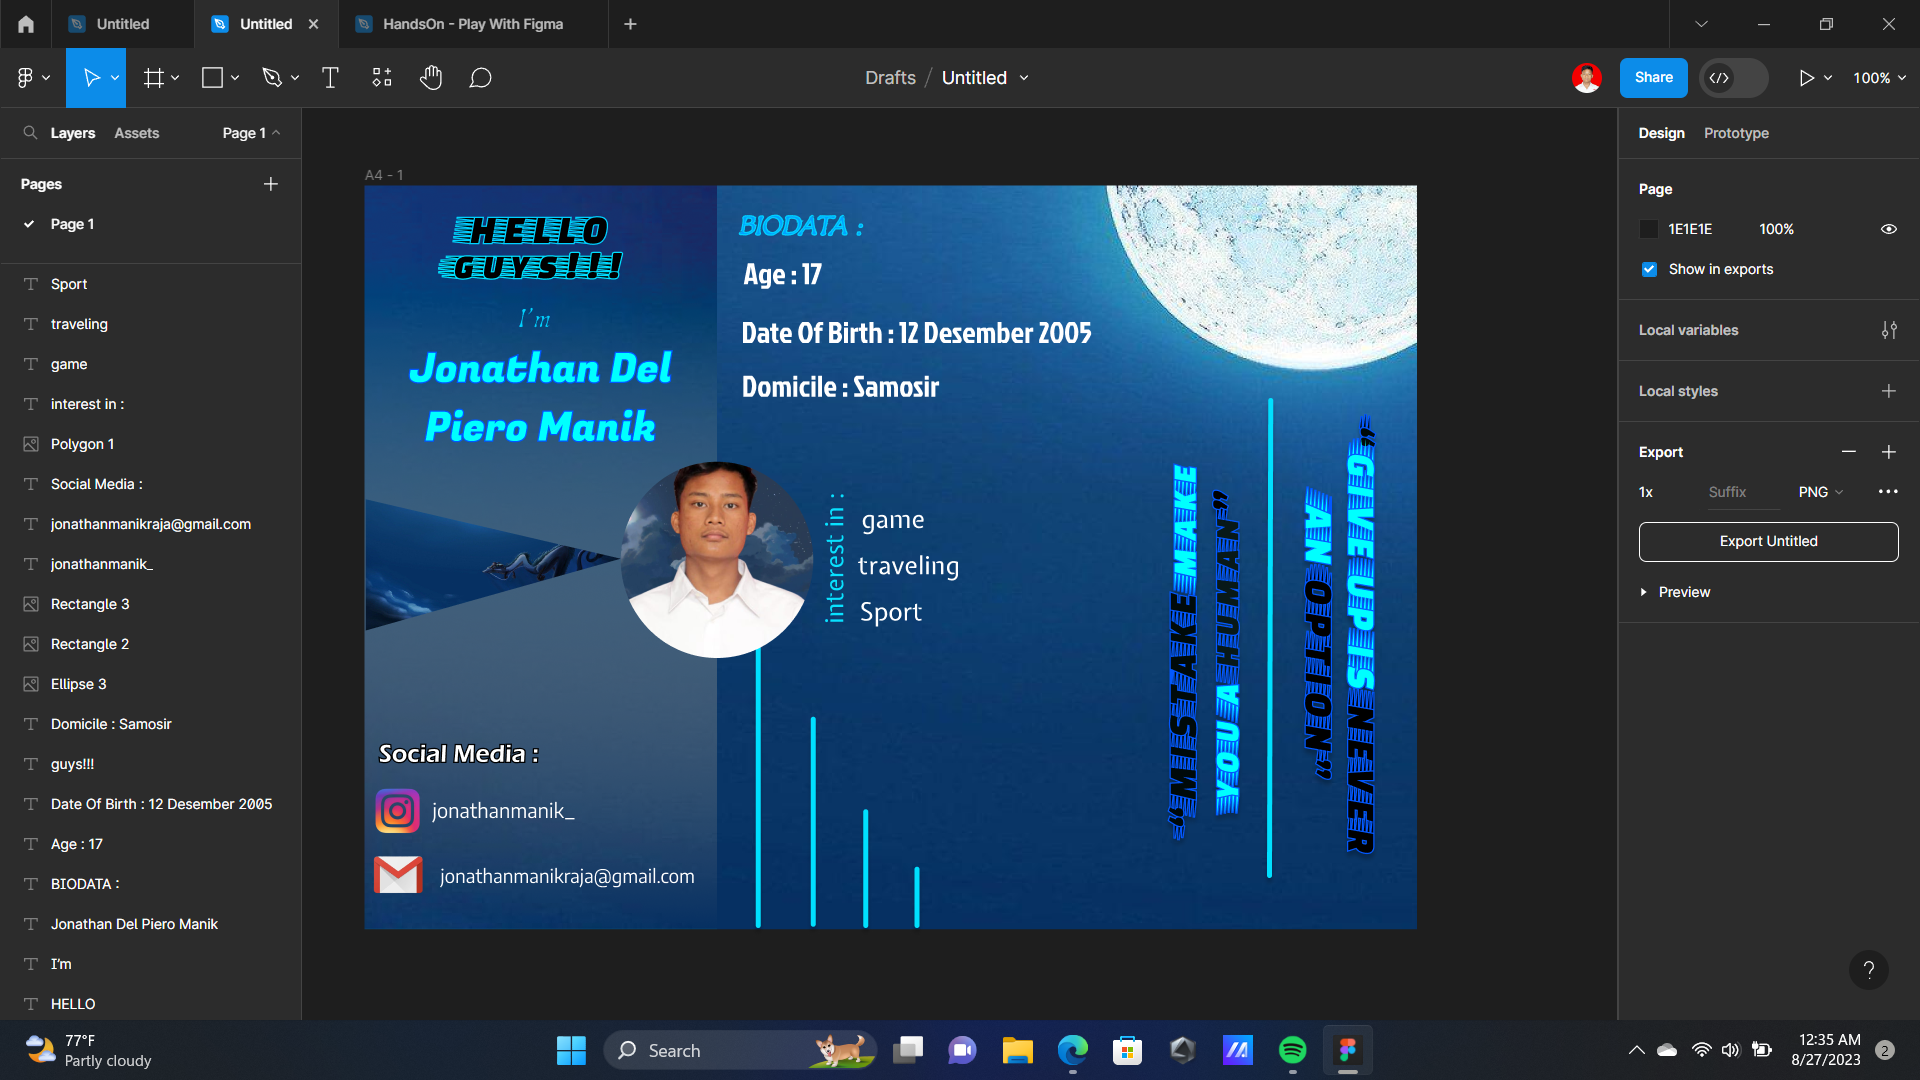 Untitled
Untitled
HandsOn - Play With Figma
Drafts / Untitled
Share
100%
Layers
Assets
Page 1
Pages
Page 1
Sport
traveling
game
interest in :
Polygon 1
Social Media :
jonathanmanikraja@gmail.com
jonathanmanik_
Rectangle 3
Rectangle 2
Ellipse 3
Domicile : Samosir
guys!!!
Date Of Birth : 12 Desember 2005
Age : 17
BIODATA :
Jonathan Del Piero Manik
I'm
HELLO
A4 - 1
HELLO
GUYS!!!
I'm
Jonathan Del
Piero Manik
Social Media :
jonathanmanik_
jonathanmanikraja@gmail.com
BIODATA :
Age : 17
Date Of Birth : 12 Desember 2005
Domicile : Samosir
interest in :
game
traveling
Sport
“MISTAKE MAKE
YOU A HUMAN”
”GIVE UP IS NEVER
AN OPTION“
Design
Prototype
Page
1E1E1E
100%
Show in exports
Local variables
Local styles
Export
1x
Suffix
PNG
Export Untitled
Preview
?
77°F
Partly cloudy
Search
12:35 AM
8/27/2023
2